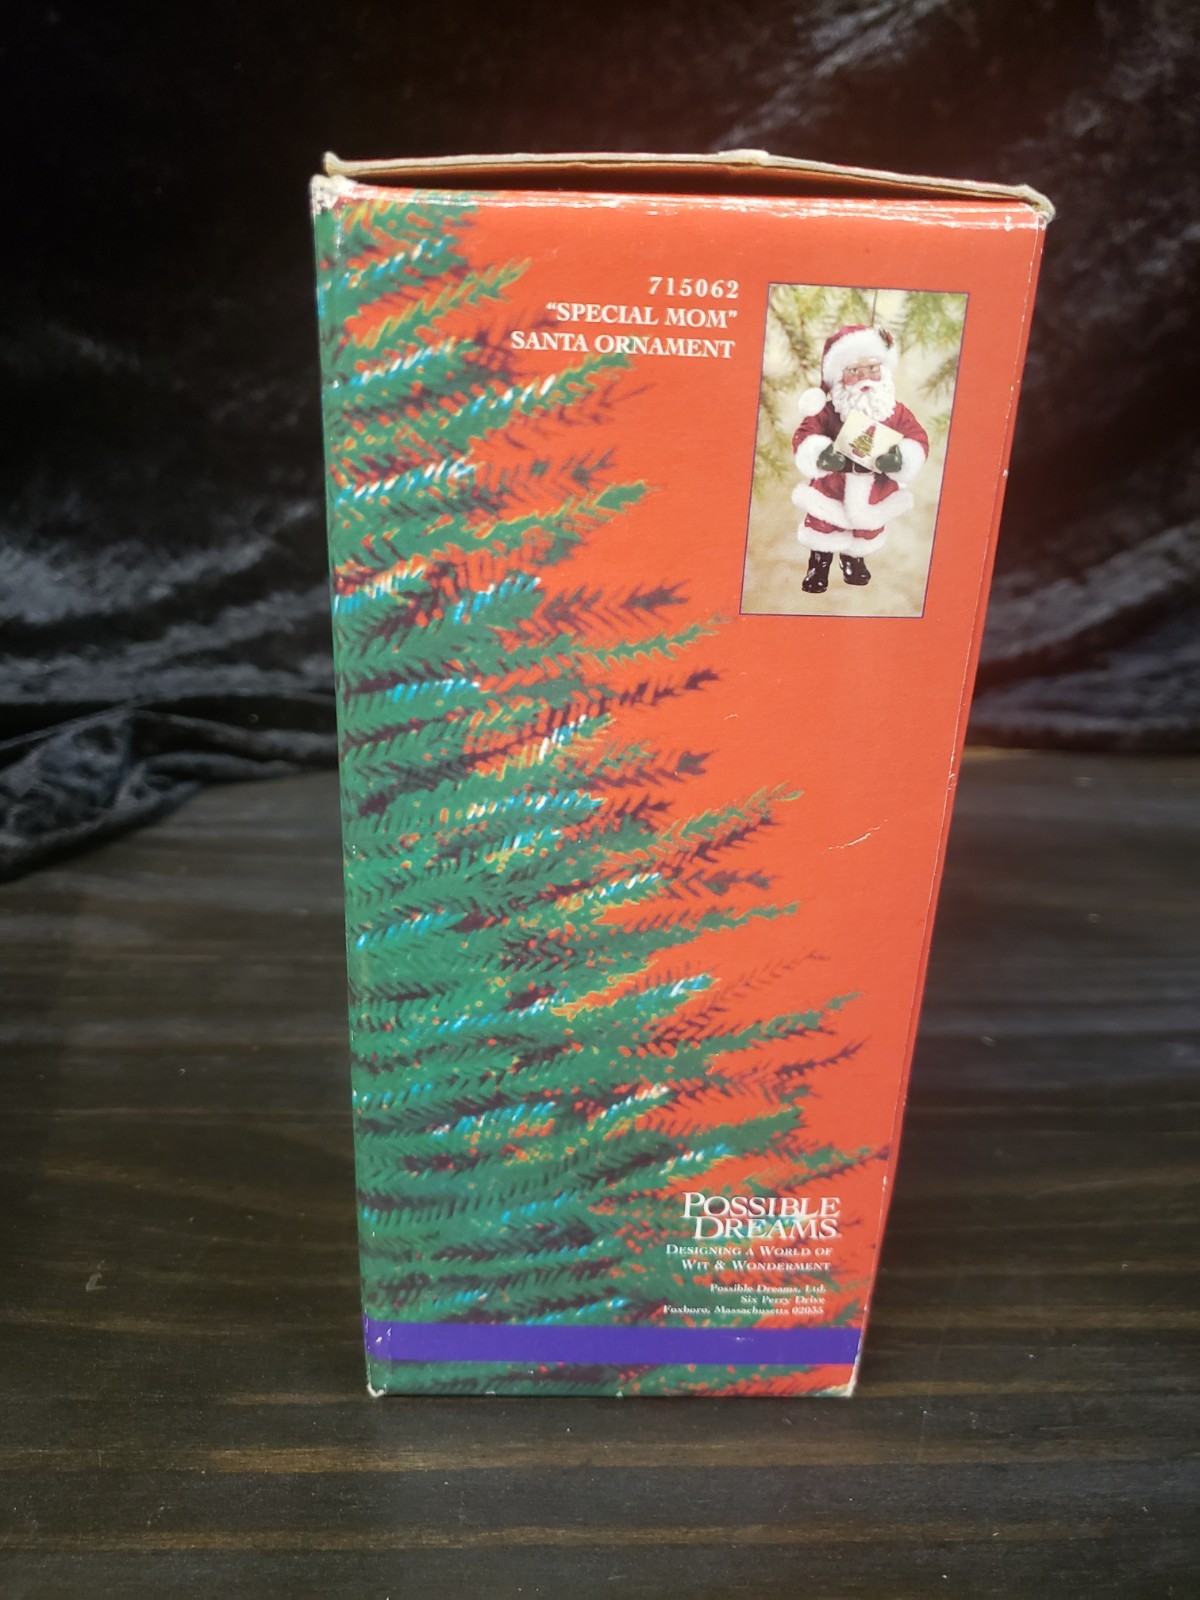 715062
"SPECIAL MOM"
SANTA ORNAMENT
POSSIBLE
DREAMS
DESIGNING A WORLD OF
WIT & WONDERMENT
Possible Dreams, Ltd.
Six Perry Drive
Foxboro, Massachusetts 02035